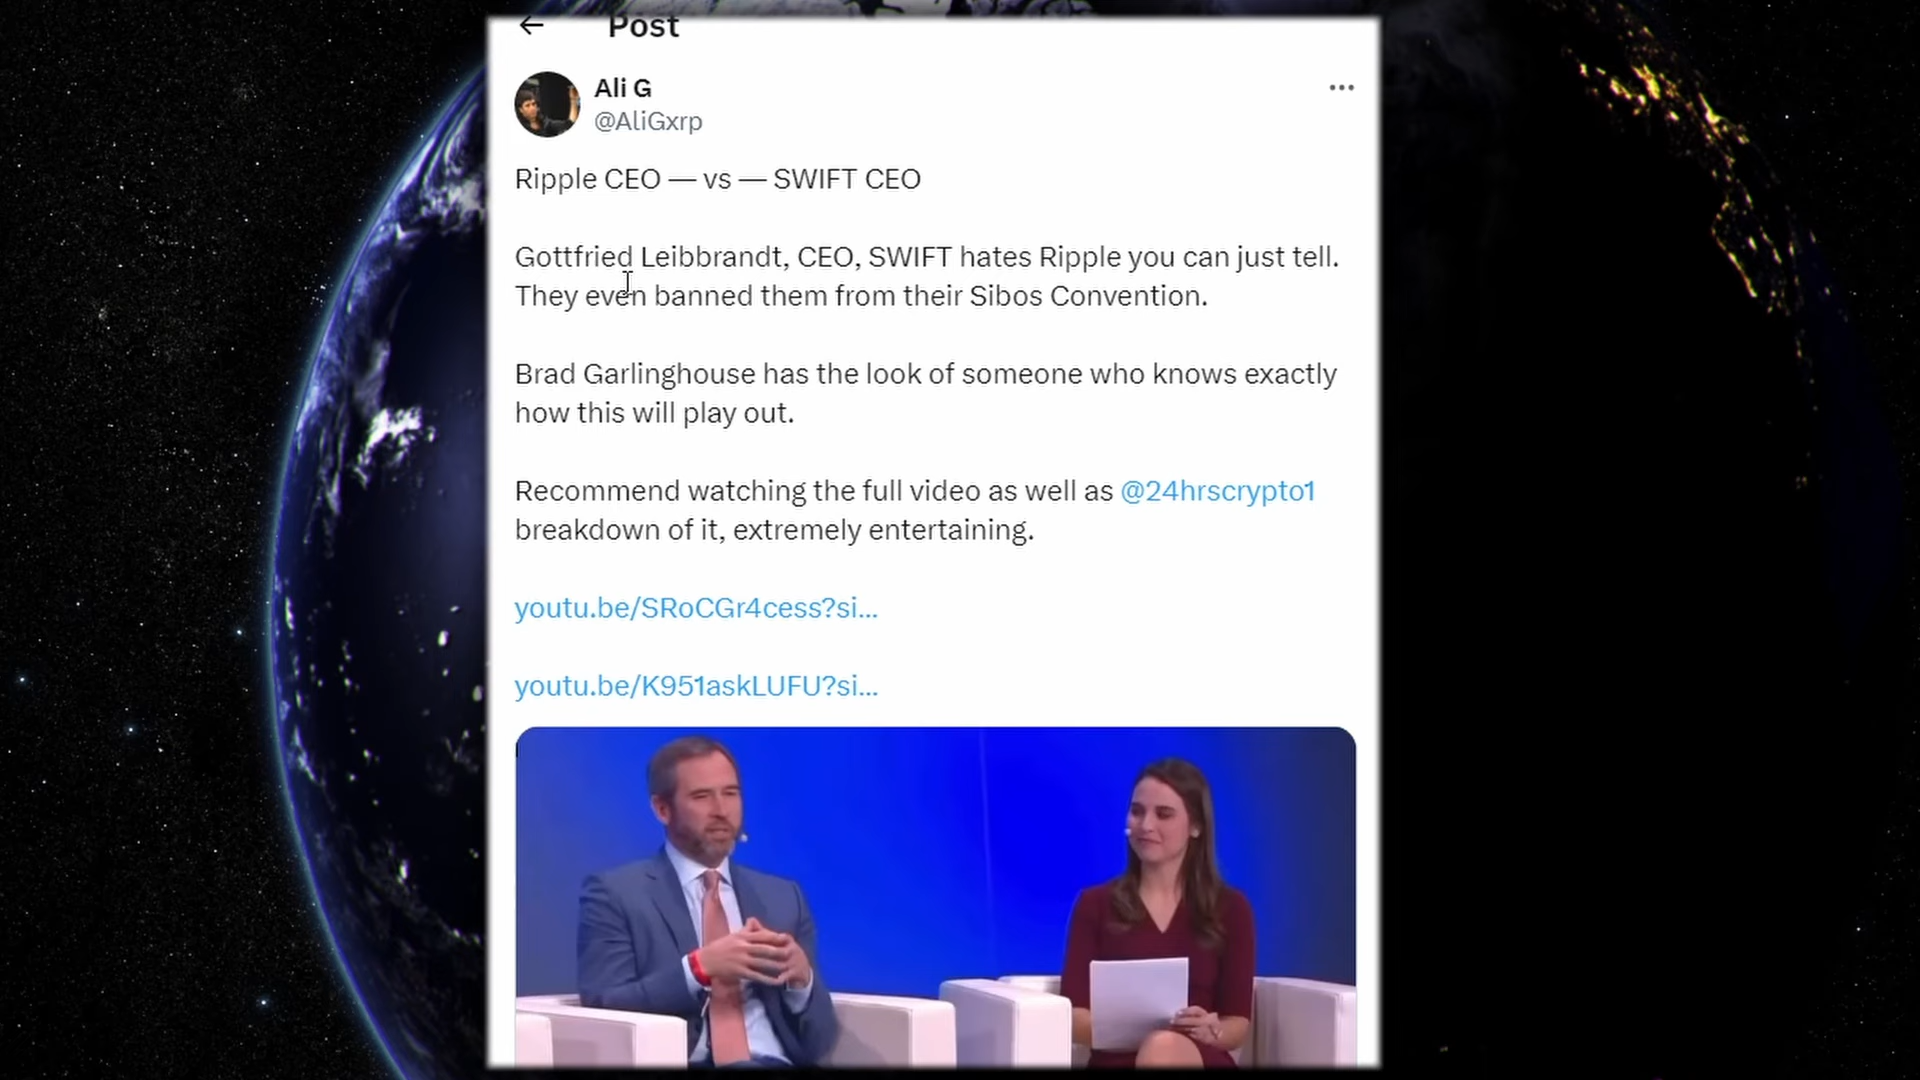 Post
Ali G
@AliGxrp
Ripple CEO — vs — SWIFT CEO
Gottfried Leibbrandt, CEO, SWIFT hates Ripple you can just tell.
They even banned them from their Sibos Convention.
Brad Garlinghouse has the look of someone who knows exactly
how this will play out.
Recommend watching the full video as well as @24hrscrypto1
breakdown of it, extremely entertaining.
youtu.be/SRoCGr4cess?si...
youtu.be/K951askLUFU?si...